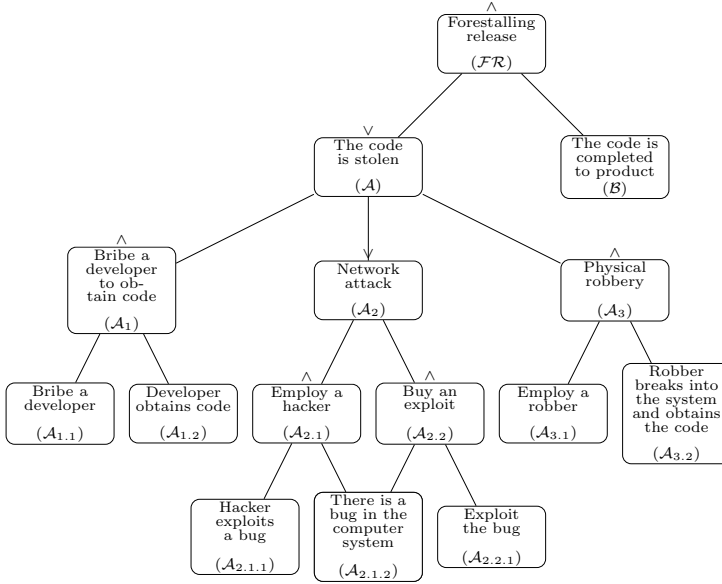 ∧
Forestalling
release
(𝓕𝓡)
∨
The code
is stolen
(𝓐)
The code is
completed
to product
(𝓑)
∧
Bribe a
developer
to ob-
tain code
(𝓐₁)
∨
Network
attack
(𝓐₂)
∧
Physical
robbery
(𝓐₃)
Bribe a
developer
(𝓐₁.₁)
Developer
obtains code
(𝓐₁.₂)
∧
Employ a
hacker
(𝓐₂.₁)
∧
Buy an
exploit
(𝓐₂.₂)
Employ a
robber
(𝓐₃.₁)
Robber
breaks into
the system
and obtains
the code
(𝓐₃.₂)
Hacker
exploits
a bug
(𝓐₂.₁.₁)
There is a
bug in the
computer
system
(𝓐₂.₁.₂)
Exploit
the bug
(𝓐₂.₂.₁)